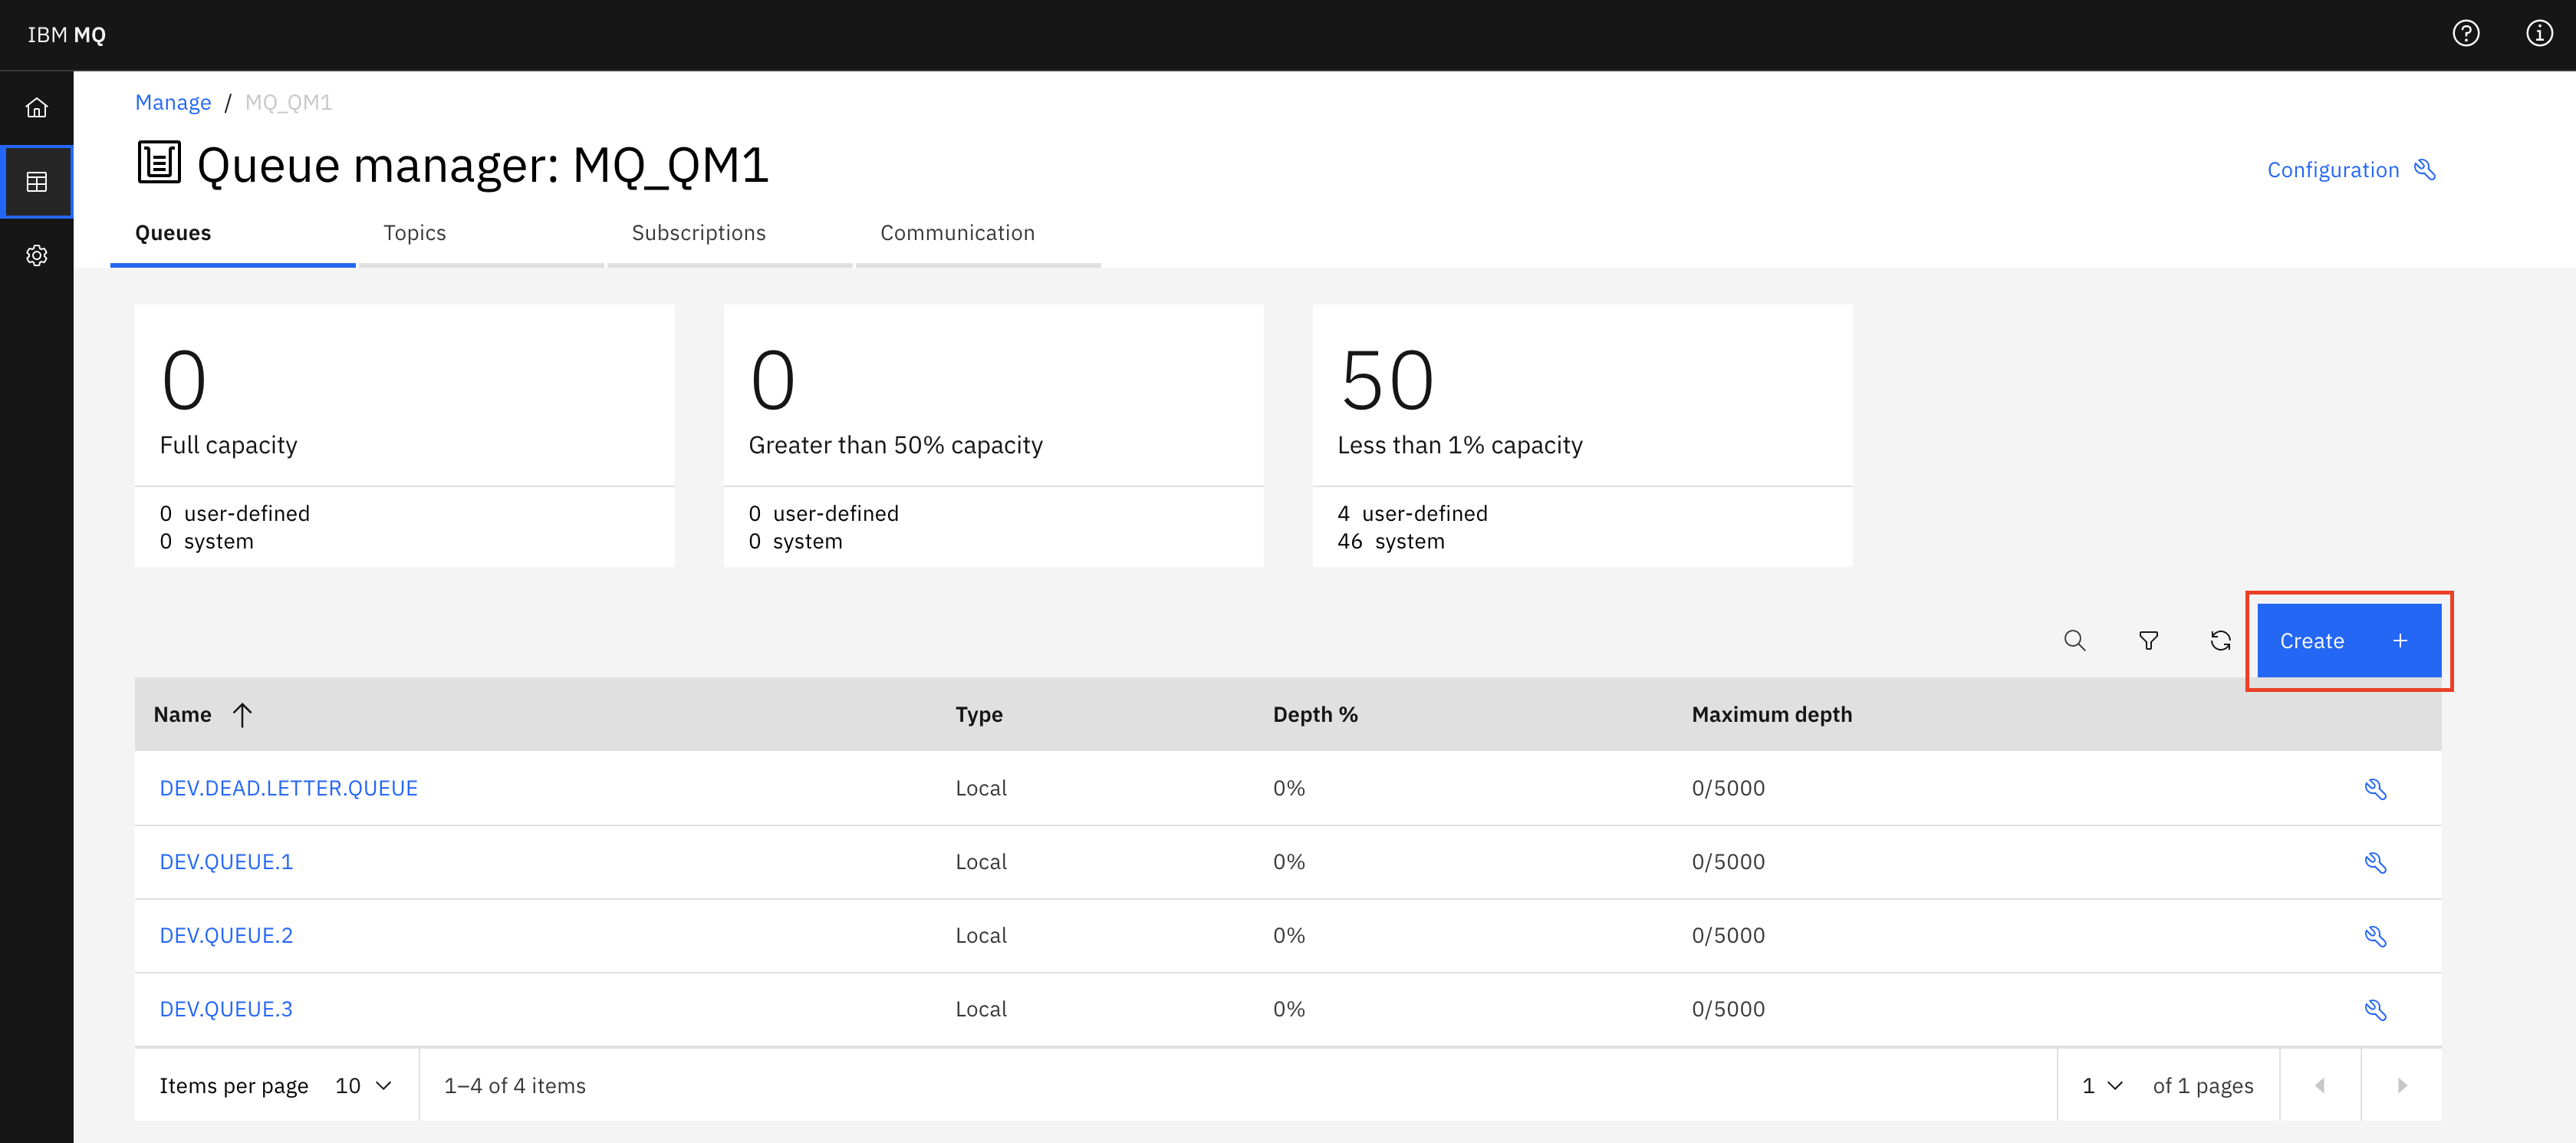 IBM MQ
Manage / MQ_QM1
Queue manager: MQ_QM1
Configuration
Queues Topics Subscriptions Communication
0
Full capacity
0 user-defined
0 system
0
Greater than 50% capacity
0 user-defined
0 system
50
Less than 1% capacity
4 user-defined
46 system
Create +
Name Type Depth % Maximum depth
DEV.DEAD.LETTER.QUEUE Local 0% 0/5000
DEV.QUEUE.1 Local 0% 0/5000
DEV.QUEUE.2 Local 0% 0/5000
DEV.QUEUE.3 Local 0% 0/5000
Items per page 10 1–4 of 4 items 1 of 1 pages